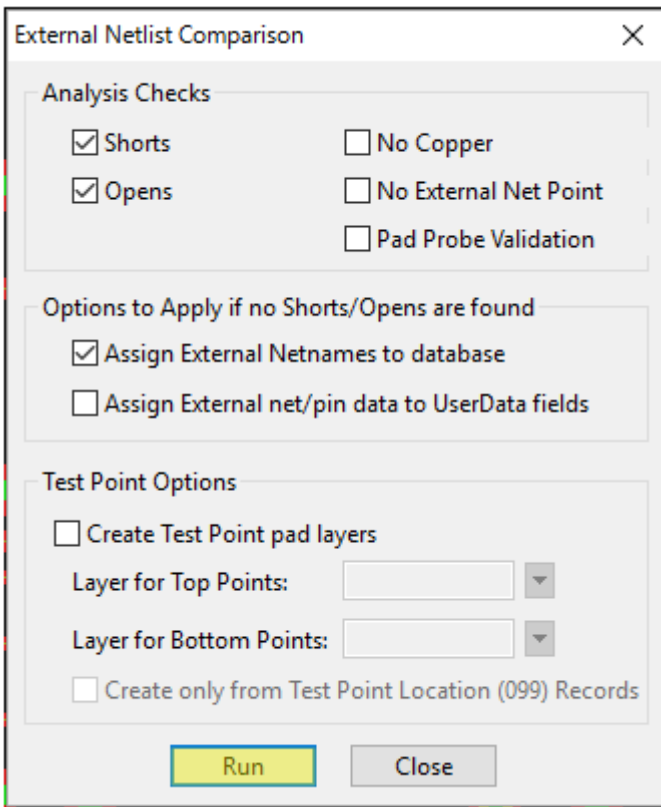 External Netlist Comparison
Analysis Checks
Shorts
No Copper
Opens
No External Net Point
Pad Probe Validation
Options to Apply if no Shorts/Opens are found
Assign External Netnames to database
Assign External net/pin data to UserData fields
Test Point Options
Create Test Point pad layers
Layer for Top Points:
Layer for Bottom Points:
Create only from Test Point Location (099) Records
Run
Close